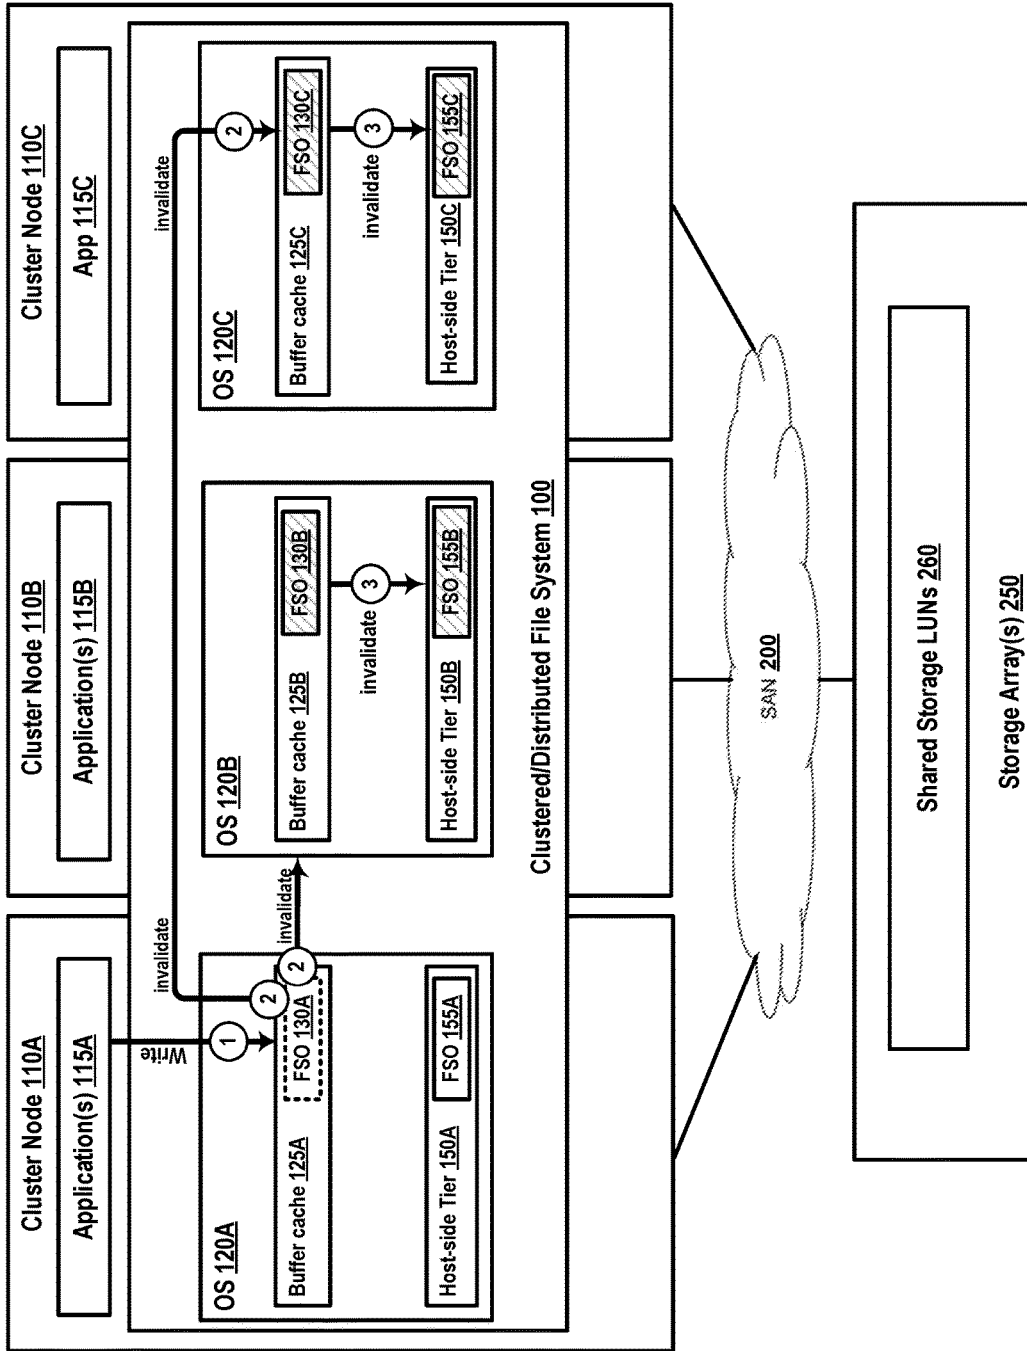 Cluster Node 110A
Application(s) 115A
Write
1
invalidate
2
2
invalidate
OS 120A
Buffer cache 125A
FSO 130A
Host-side Tier 150A
FSO 155A
Cluster Node 110B
Application(s) 115B
OS 120B
Buffer cache 125B
FSO 130B
invalidate
3
Host-side Tier 150B
FSO 155B
Cluster Node 110C
App 115C
invalidate
2
OS 120C
Buffer cache 125C
FSO 130C
invalidate
3
Host-side Tier 150C
FSO 155C
Clustered/Distributed File System 100
SAN 200
Shared Storage LUNs 260
Storage Array(s) 250